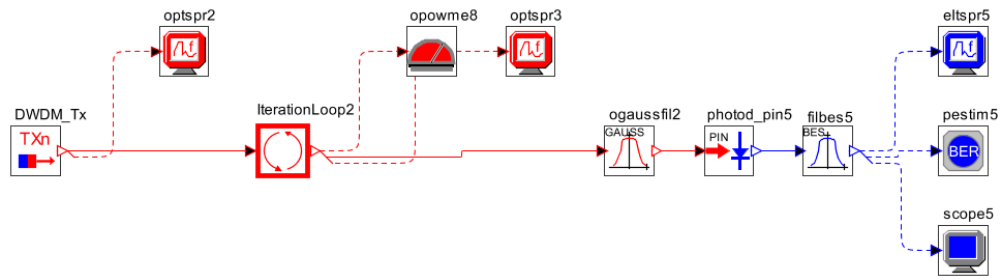 optspr2
opowme8
optspr3
eltspr5
f
f
f
DWDM_Tx
TXn
IterationLoop2
ogaussfil2
GAUSS
photod_pin5
PIN
filbes5
BES
pestim5
BER
scope5